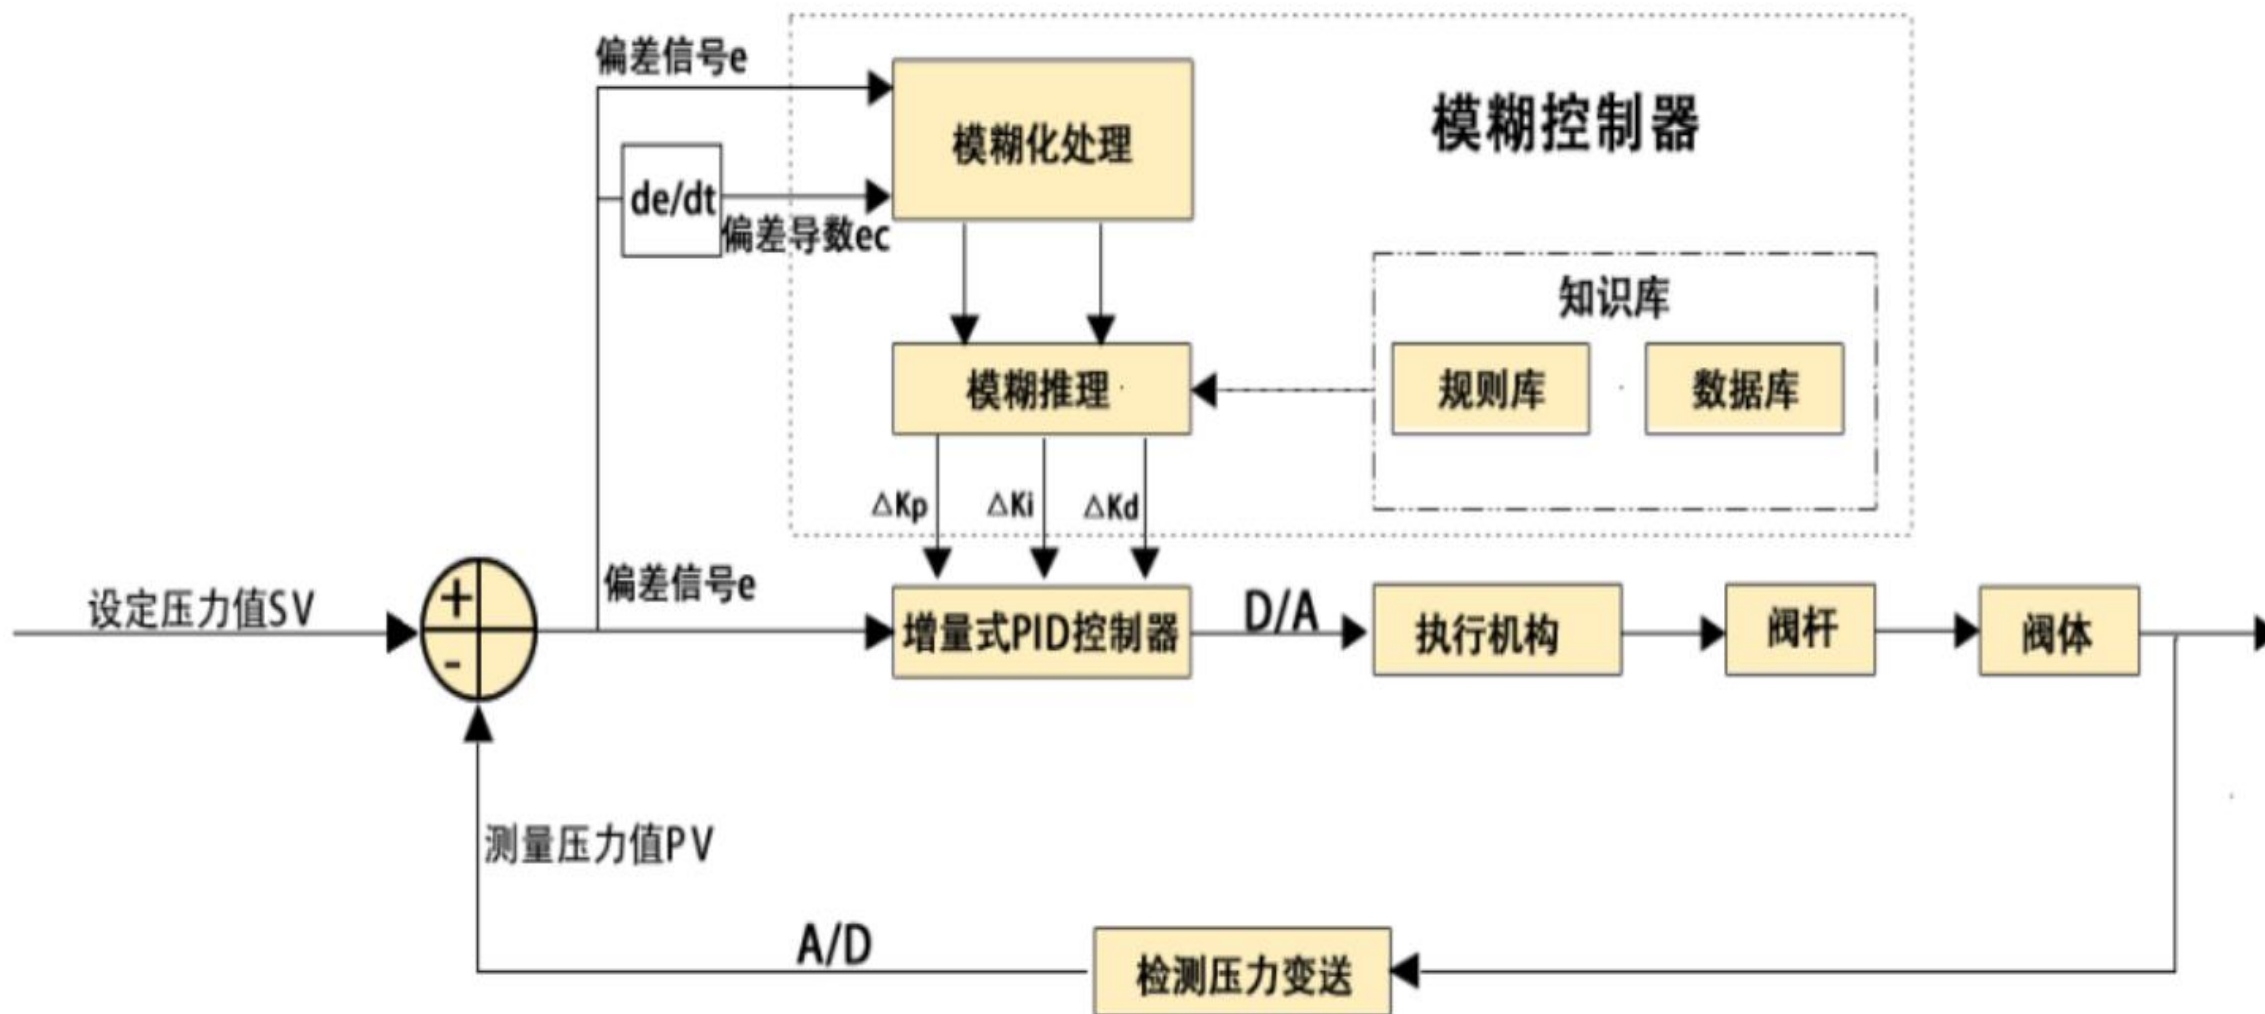 偏差信号e
模糊化处理
模糊控制器
de/dt
偏差导数ec
知识库
模糊推理
规则库
数据库
△Kp
△Ki
△Kd
设定压力值SV
+
-
偏差信号e
增量式PID控制器
D/A
执行机构
阀杆
阀体
测量压力值PV
A/D
检测压力变送